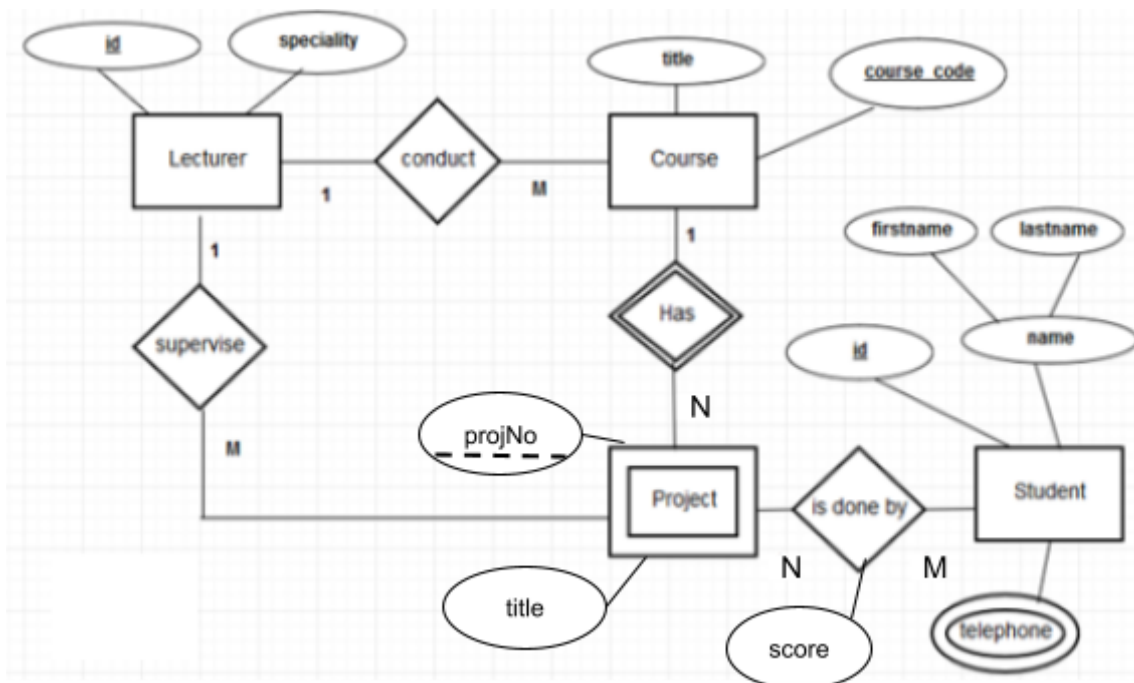 id
speciality
title
course_code
Lecturer
conduct
Course
1
M
1
1
firstname
lastname
Has
supervise
id
name
N
projNo
M
Project
is done by
Student
N
M
title
score
telephone